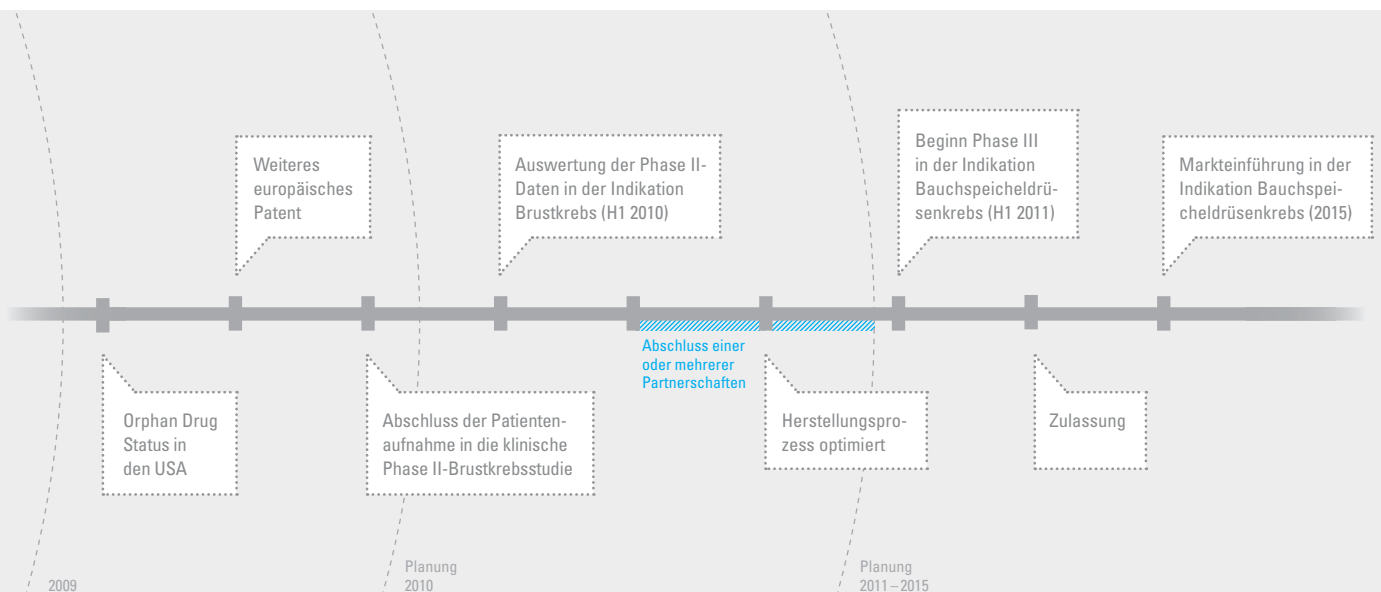 Weiteres
europäisches
Patent
Auswertung der Phase II-
Daten in der Indikation
Brustkrebs (H1 2010)
Beginn Phase III
in der Indikation
Bauchspeicheldrü-
senkrebs (H1 2011)
Markteinführung in der
Indikation Bauchspei-
cheldrüsenkrebs (2015)
Abschluss einer
oder mehrerer
Partnerschaften
Orphan Drug
Status in
den USA
Abschluss der Patienten-
aufnahme in die klinische
Phase II-Brustkrebsstudie
Herstellungspro-
zess optimiert
Zulassung
2009
Planung
2010
Planung
2011–2015